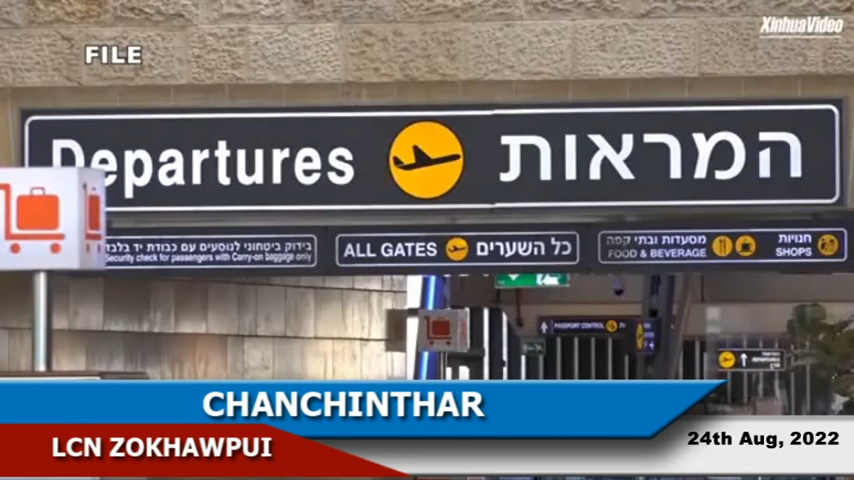 XinhuaVideo
FILE
Departures המראות
בידוק ביטחוני לנוסעים עם כבודת יד בלבד
Security check for passengers with Carry-on baggage only
ALL GATES כל השערים
מסעדות ובתי קפה
FOOD & BEVERAGE
חנויות
SHOPS
PASSPORT CONTROL
CHANCHINTHAR
LCN ZOKHAWPUI
24th Aug, 2022